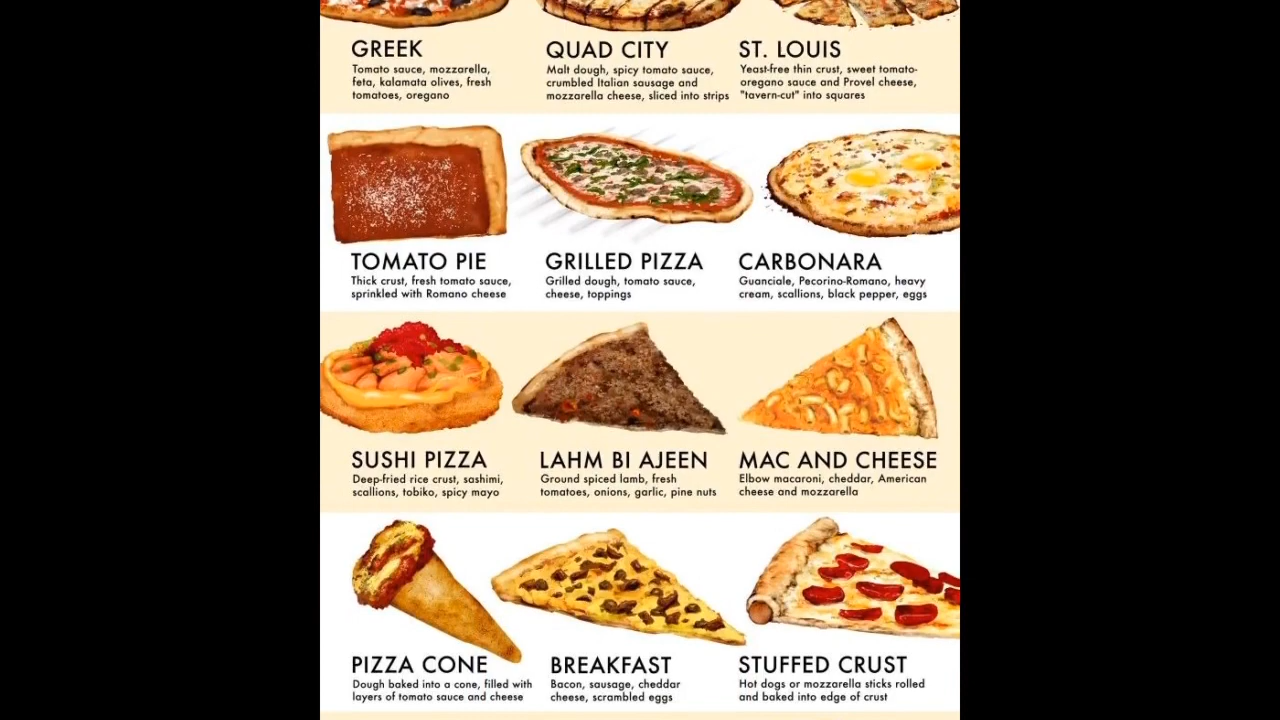 GREEK
Tomato sauce, mozzarella,
feta, kalamata olives, fresh
tomatoes, oregano
QUAD CITY
Malt dough, spicy tomato sauce,
crumbled Italian sausage and
mozzarella cheese, sliced into strips
ST. LOUIS
Yeast-free thin crust, sweet tomato-
oregano sauce and Provel cheese,
"tavern-cut" into squares
TOMATO PIE
Thick crust, fresh tomato sauce,
sprinkled with Romano cheese
GRILLED PIZZA
Grilled dough, tomato sauce,
cheese, toppings
CARBONARA
Guanciale, Pecorino-Romano, heavy
cream, scallions, black pepper, eggs
SUSHI PIZZA
Deep-fried rice crust, sashimi,
scallions, tobiko, spicy mayo
LAHM BI AJEEN
Ground spiced lamb, fresh
tomatoes, onions, garlic, pine nuts
MAC AND CHEESE
Elbow macaroni, cheddar, American
cheese and mozzarella
PIZZA CONE
Dough baked into a cone, filled with
layers of tomato sauce and cheese
BREAKFAST
Bacon, sausage, cheddar
cheese, scrambled eggs
STUFFED CRUST
Hot dogs or mozzarella sticks rolled
and baked into edge of crust